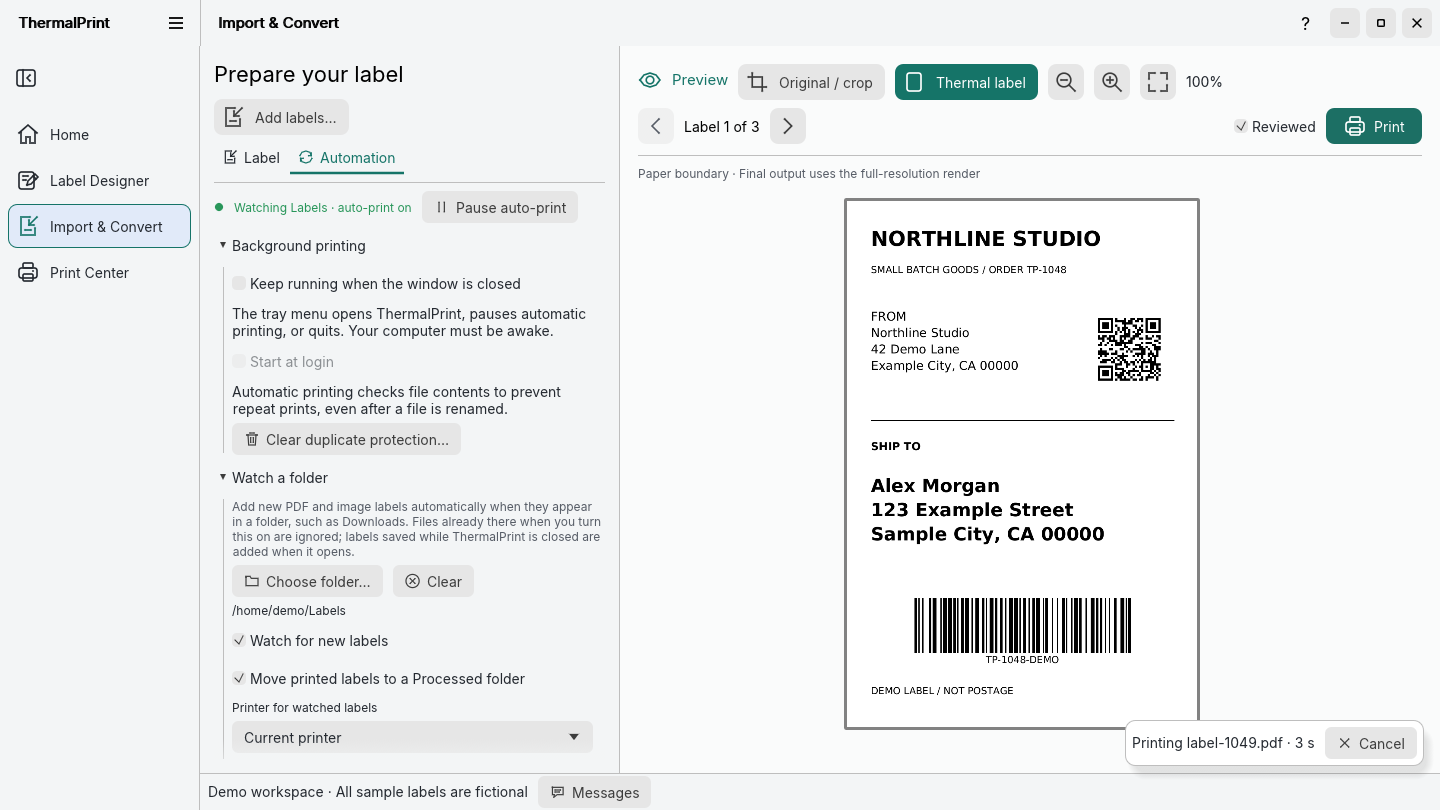 ThermalPrint
Import & Convert
?
Home
Label Designer
Import & Convert
Print Center
Prepare your label
Add labels...
Label
Automation
Watching Labels · auto-print on
Pause auto-print
Background printing
Keep running when the window is closed
The tray menu opens ThermalPrint, pauses automatic
printing, or quits. Your computer must be awake.
Start at login
Automatic printing checks file contents to prevent
repeat prints, even after a file is renamed.
Clear duplicate protection...
Watch a folder
Add new PDF and image labels automatically when they appear
in a folder, such as Downloads. Files already there when you turn
this on are ignored; labels saved while ThermalPrint is closed are
added when it opens.
Choose folder...
Clear
/home/demo/Labels
Watch for new labels
Move printed labels to a Processed folder
Printer for watched labels
Current printer
Preview
Original / crop
Thermal label
100%
Label 1 of 3
Reviewed
Print
Paper boundary · Final output uses the full-resolution render
NORTHLINE STUDIO
SMALL BATCH GOODS / ORDER TP-1048
FROM
Northline Studio
42 Demo Lane
Example City, CA 00000
SHIP TO
Alex Morgan
123 Example Street
Sample City, CA 00000
TP-1048-DEMO
DEMO LABEL / NOT POSTAGE
Printing label-1049.pdf · 3 s
Cancel
Demo workspace · All sample labels are fictional
Messages